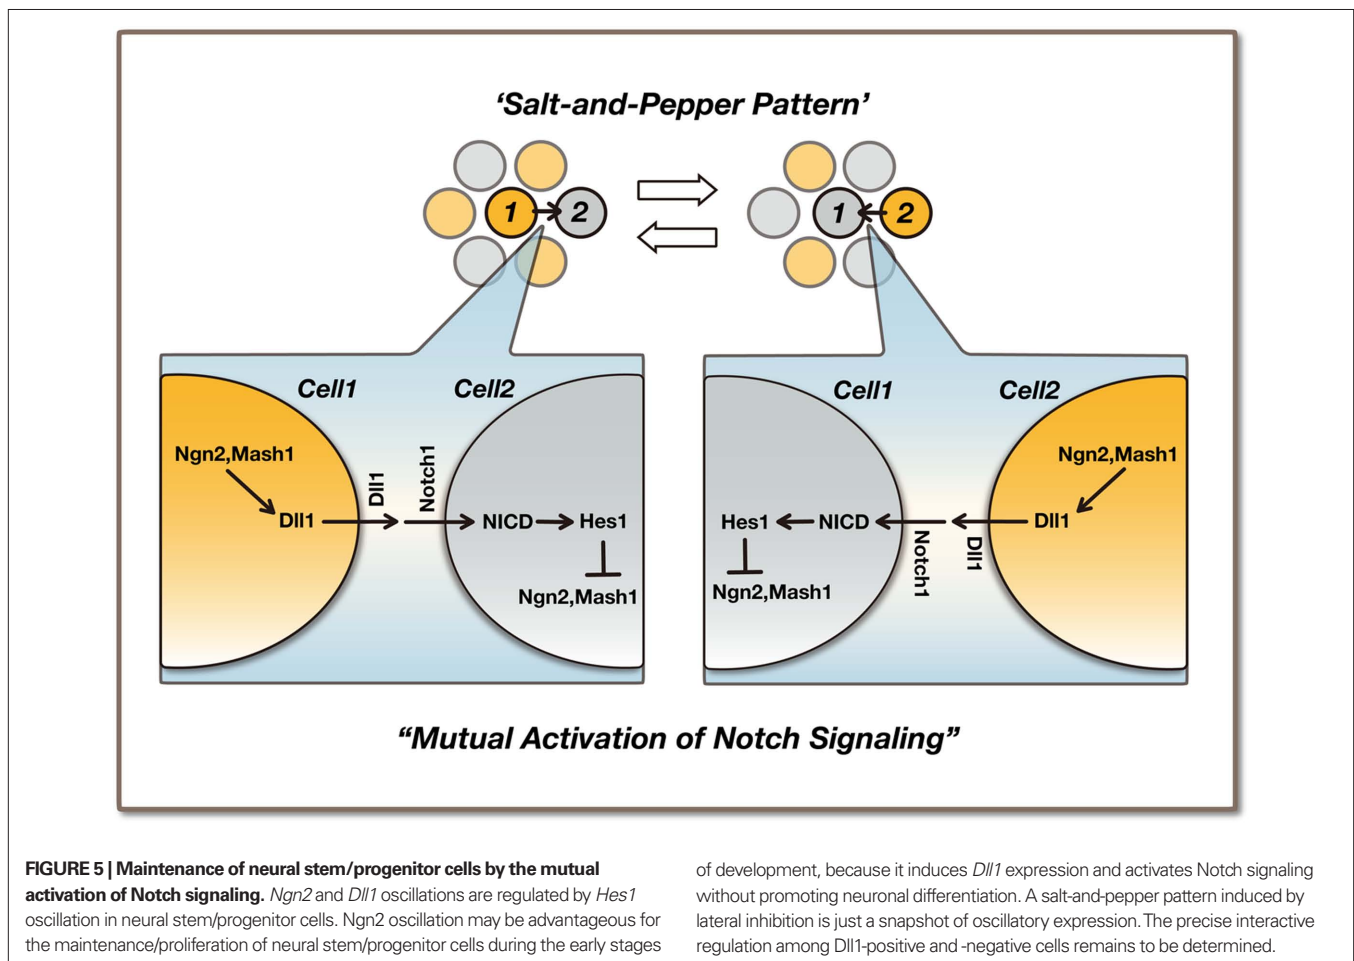 ‘Salt-and-Pepper Pattern’
1
2
1
2
Cell1
Cell2
Ngn2,Mash1
Dll1
Dll1
Notch1
NICD
Hes1
Ngn2,Mash1
Cell1
Cell2
Ngn2,Mash1
Hes1
NICD
Notch1
Dll1
Dll1
Ngn2,Mash1
“Mutual Activation of Notch Signaling”
FIGURE 5 | Maintenance of neural stem/progenitor cells by the mutual
activation of Notch signaling. Ngn2 and Dll1 oscillations are regulated by Hes1
oscillation in neural stem/progenitor cells. Ngn2 oscillation may be advantageous for
the maintenance/proliferation of neural stem/progenitor cells during the early stages
of development, because it induces Dll1 expression and activates Notch signaling
without promoting neuronal differentiation. A salt-and-pepper pattern induced by
lateral inhibition is just a snapshot of oscillatory expression. The precise interactive
regulation among Dll1-positive and -negative cells remains to be determined.